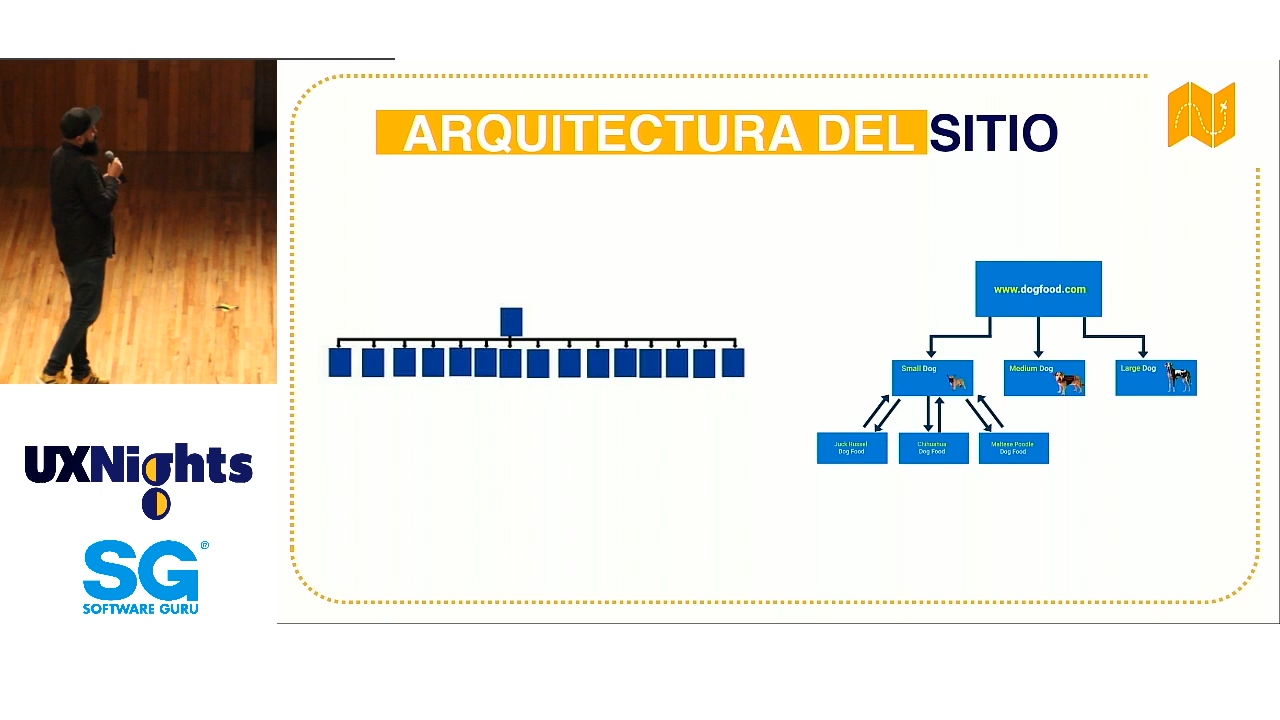 ARQUITECTURA DEL SITIO
www.dogfood.com
Small Dog
Medium Dog
Large Dog
Jack Russel
Dog Food
Chihuahua
Dog Food
Maltese Poodle
Dog Food
UXNights
SG®
SOFTWARE GURU